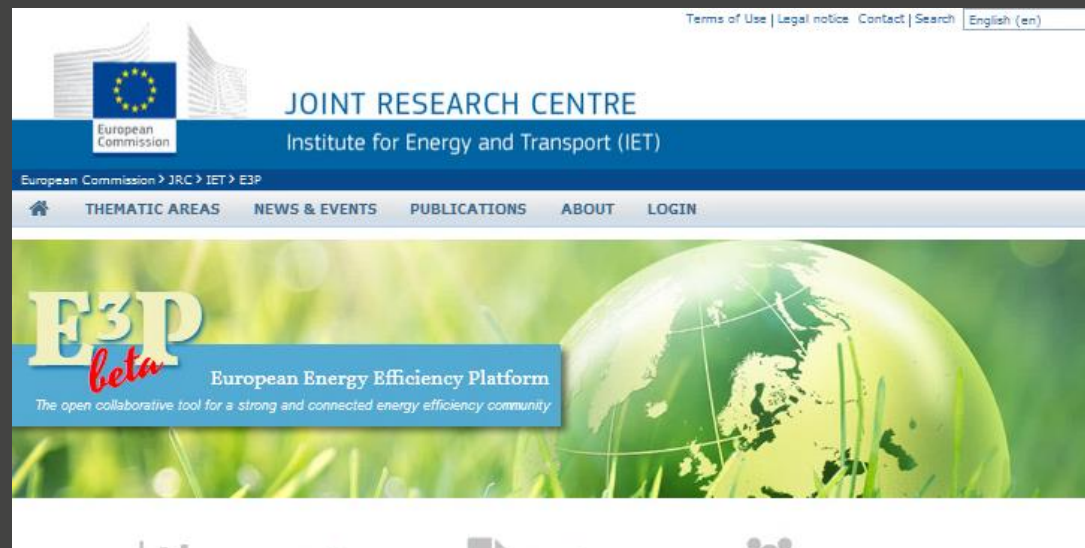 Terms of Use | Legal notice Contact | Search English (en)
European
Commission
JOINT RESEARCH CENTRE
Institute for Energy and Transport (IET)
European Commission > JRC > IET > E3P
THEMATIC AREAS NEWS & EVENTS PUBLICATIONS ABOUT LOGIN
E3P
beta
European Energy Efficiency Platform
The open collaborative tool for a strong and connected energy efficiency community